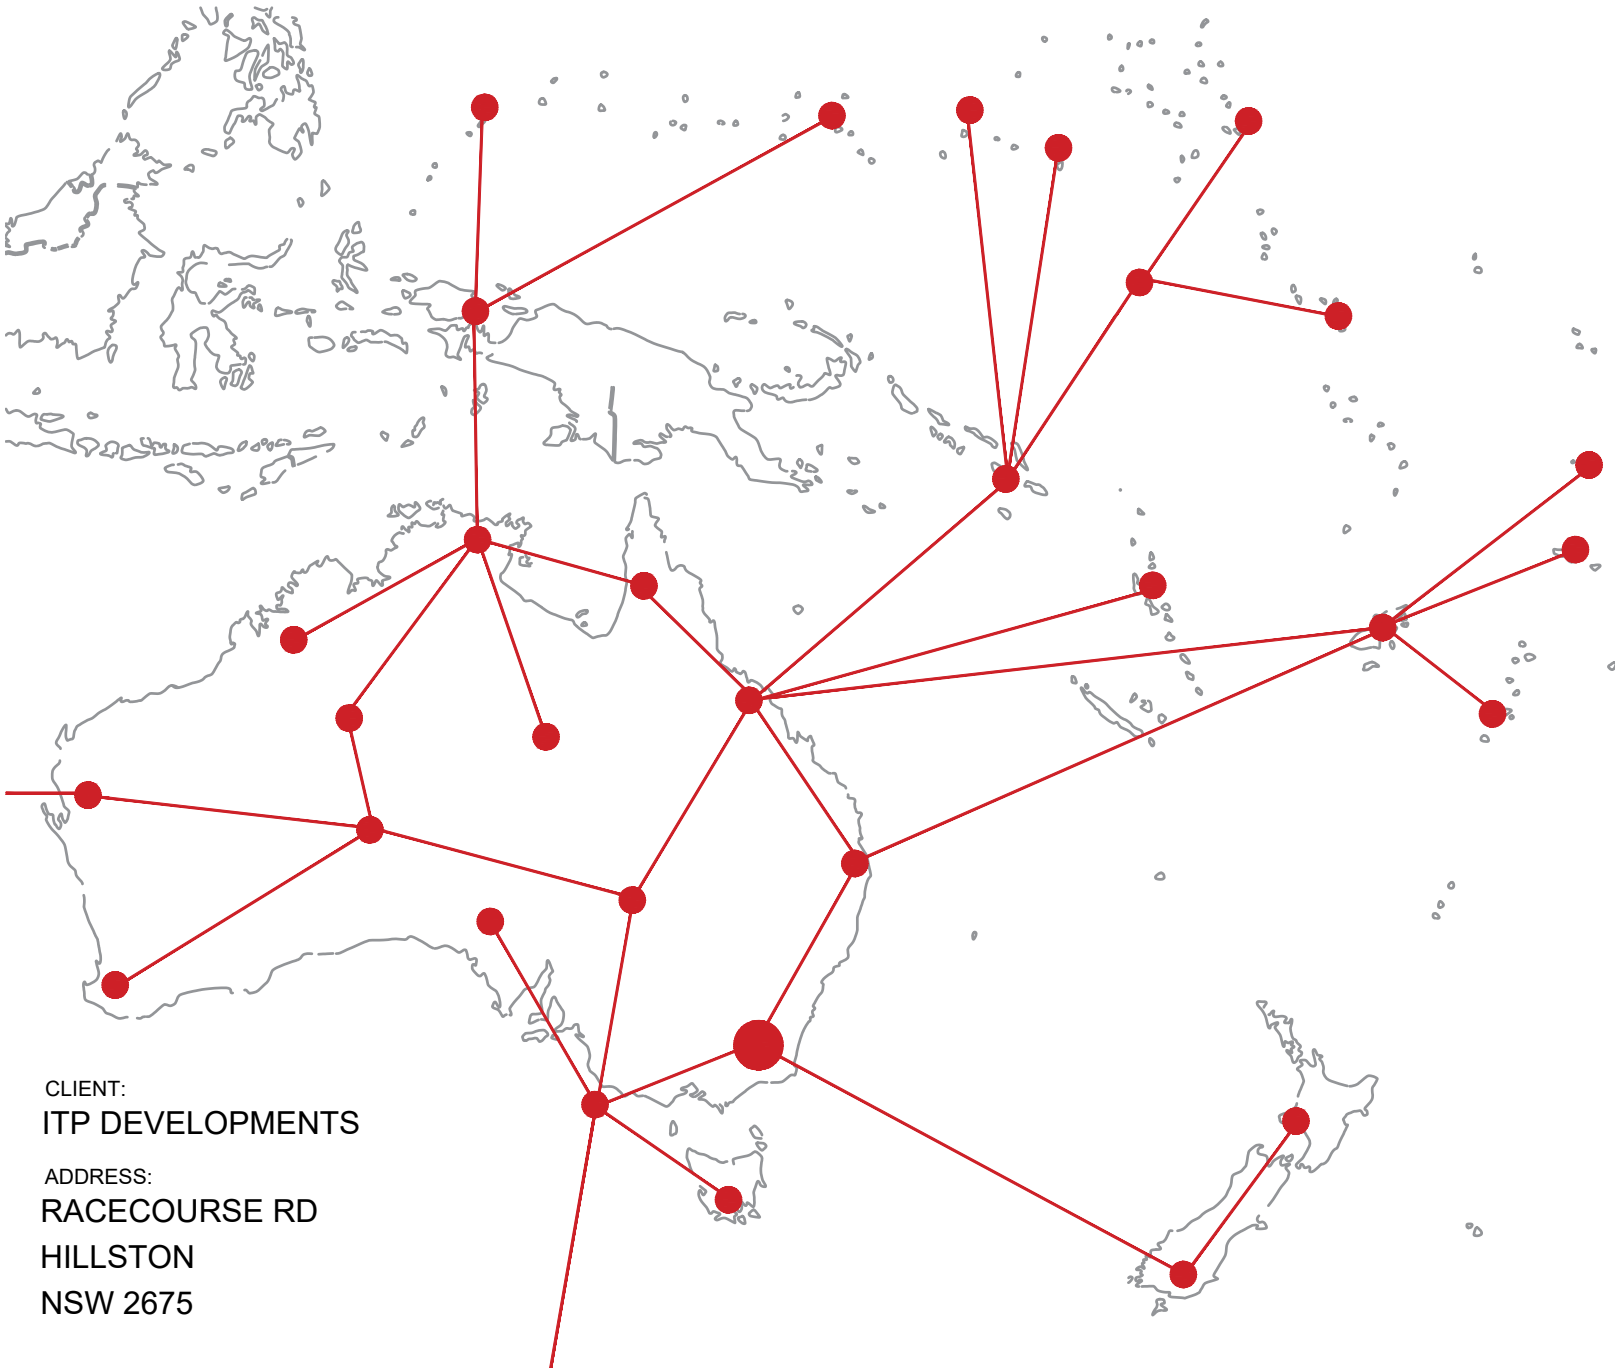 CLIENT:
ITP DEVELOPMENTS
ADDRESS:
RACECOURSE RD
HILLSTON
NSW 2675